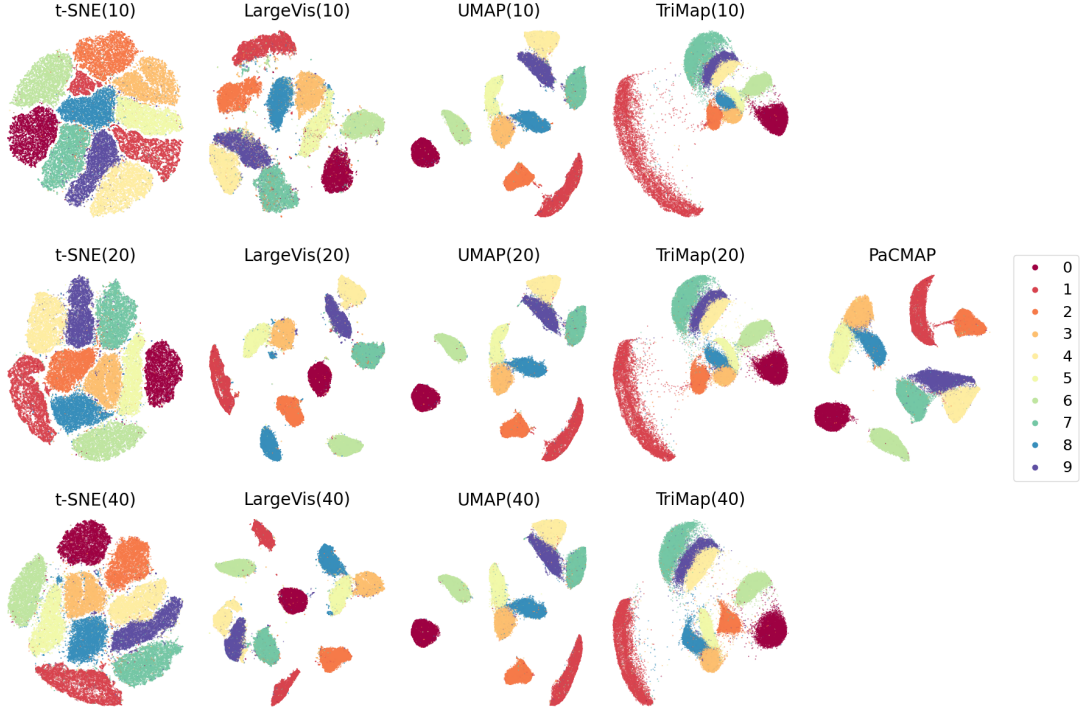 t-SNE(10)
LargeVis(10)
UMAP(10)
TriMap(10)
t-SNE(20)
LargeVis(20)
UMAP(20)
TriMap(20)
PaCMAP
0
1
2
3
4
5
6
7
8
9
t-SNE(40)
LargeVis(40)
UMAP(40)
TriMap(40)